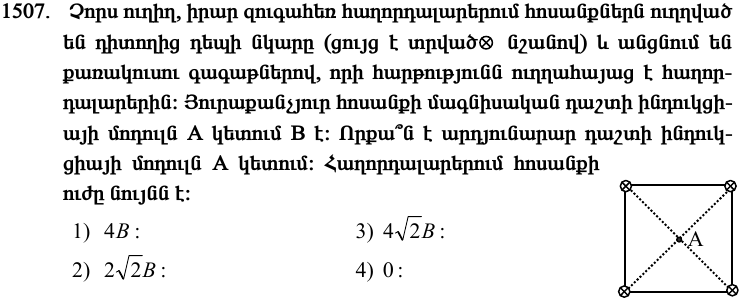 1507. Չորս ուղիղ, իրար զուգահեռ հաղորդալարերում հոսանքներն ուղղված
են դիտողից դեպի նկարը (ցույց է տրված⊗ նշանով) և անցնում են
քառակուսու գագաթներով, որի հարթությունն ուղղահայաց է հաղոր-
դալարերին: Յուրաքանչյուր հոսանքի մագնիսական դաշտի ինդուկցի-
այի մոդուլն A կետում B է: Որքա՞ն է արդյունարար դաշտի ինդուկ-
ցիայի մոդուլն A կետում: Հաղորդալարերում հոսանքի
ուժը նույնն է:
1) 4B :
3) 4√2B :
2) 2√2B :
4) 0 :
A